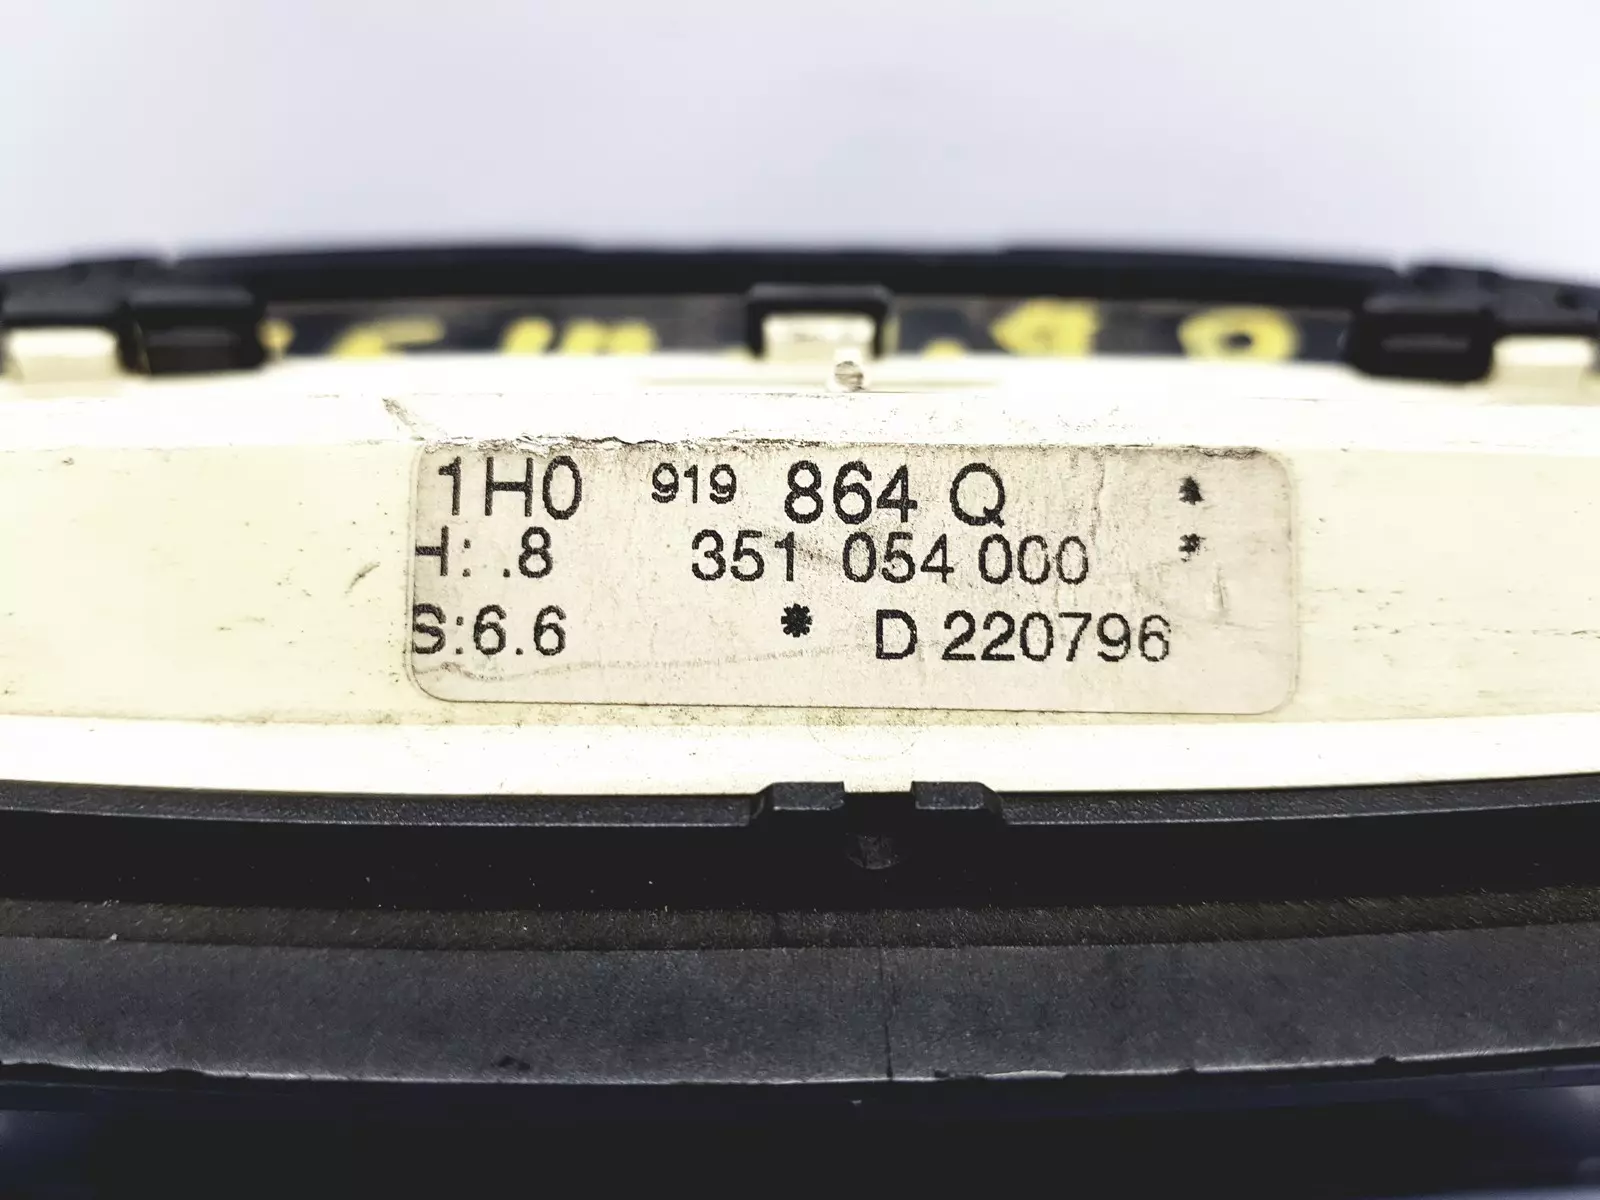 1H0 919 864 Q *
H: .8 351 054 000 *
S:6.6 * D 220796